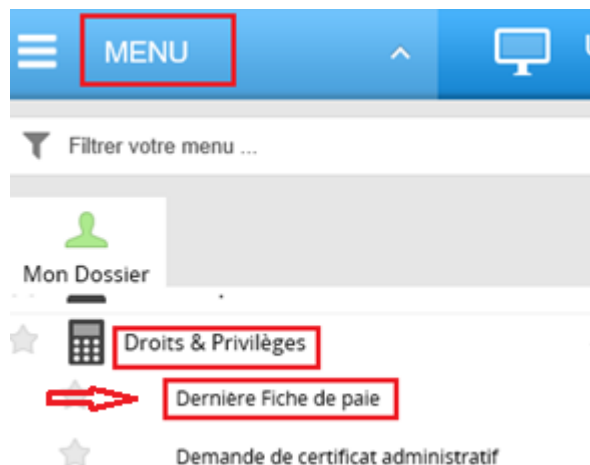 MENU
Filtrer votre menu ...
Mon Dossier
Droits & Privilèges
Dernière Fiche de paie
Demande de certificat administratif